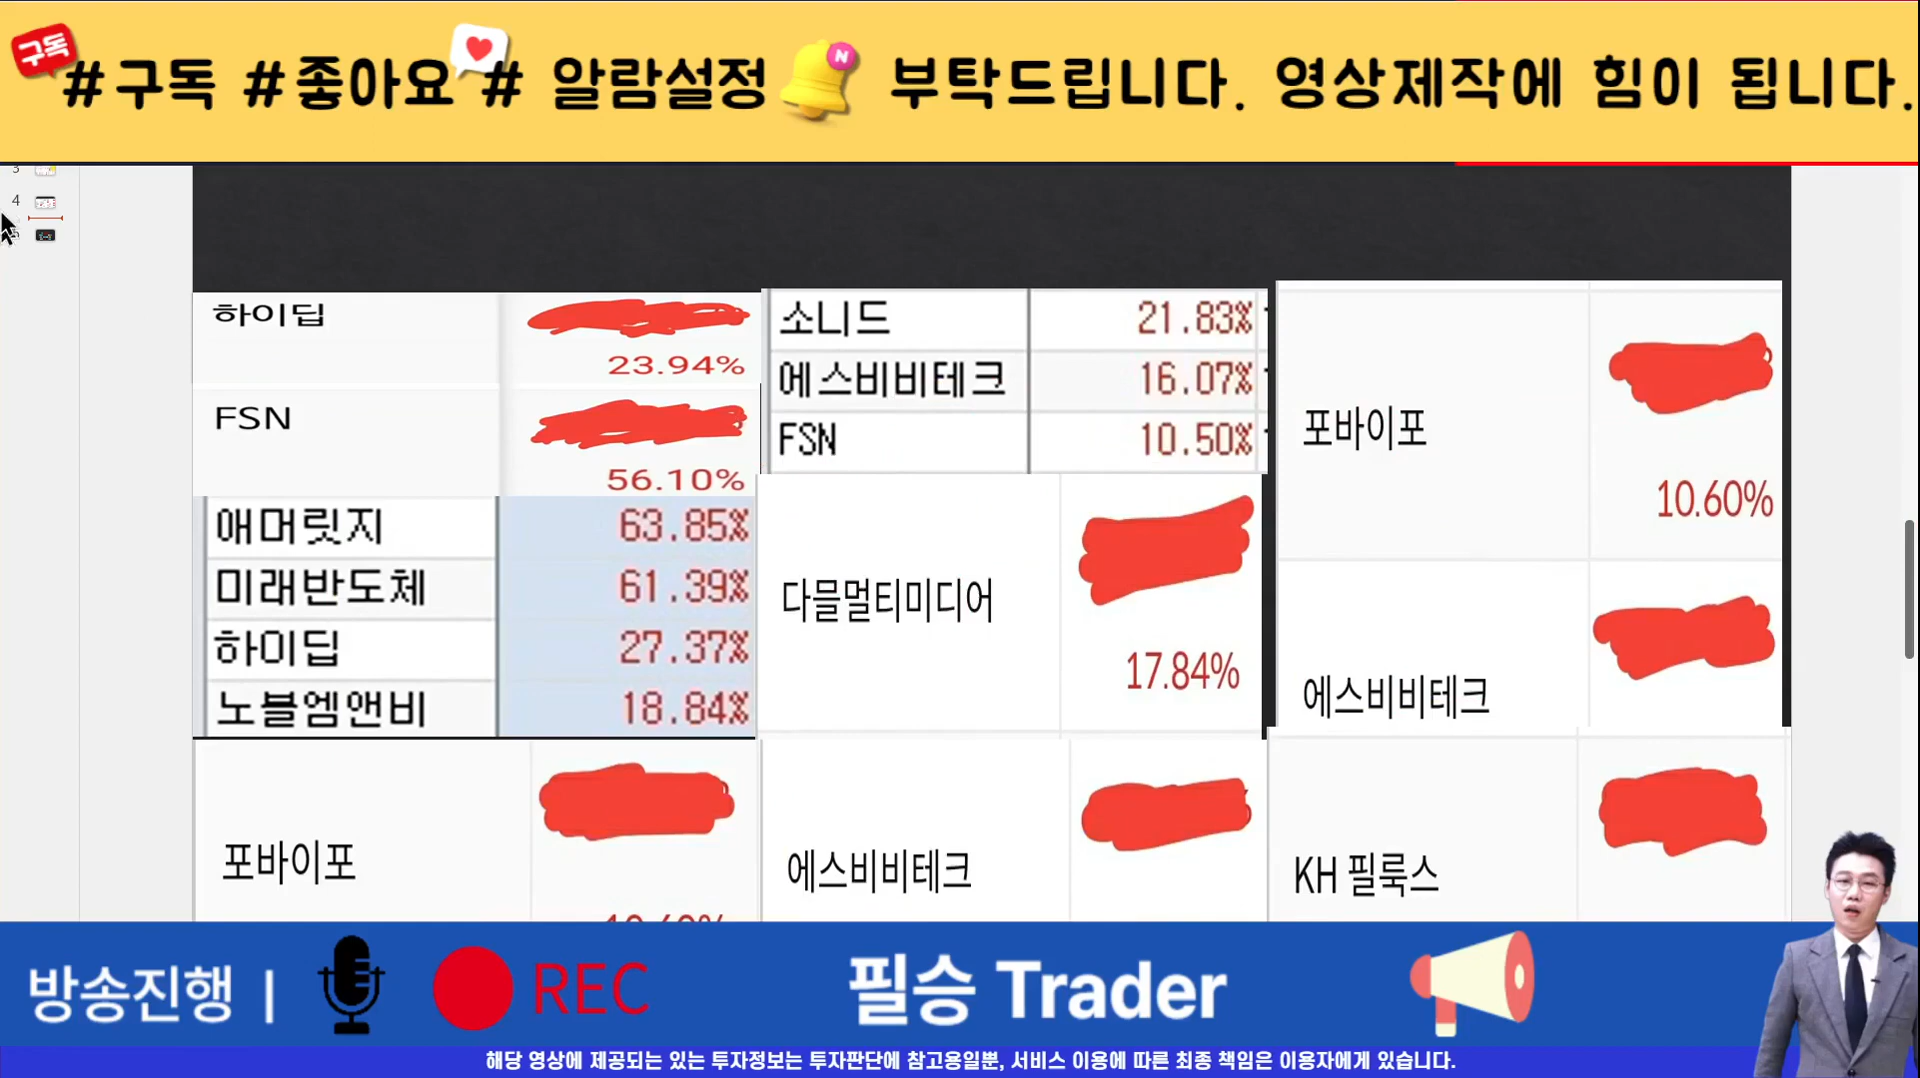 구독
#구독 #좋아요 # 알람설정 N 부탁드립니다. 영상제작에 힘이 됩니다.
3
4
하이딥
23.94%
FSN
56.10%
애머릿지 63.85%
미래반도체 61.39%
하이딥 27.37%
노블엠앤비 18.84%
소니드 21.83%
에스비비테크 16.07%
FSN 10.50%
다믈멀티미디어
17.84%
포바이포
10.60%
에스비비테크
포바이포
에스비비테크
KH 필룩스
방송진행 | REC 필승 Trader
해당 영상에 제공되는 있는 투자정보는 투자판단에 참고용일뿐, 서비스 이용에 따른 최종 책임은 이용자에게 있습니다.